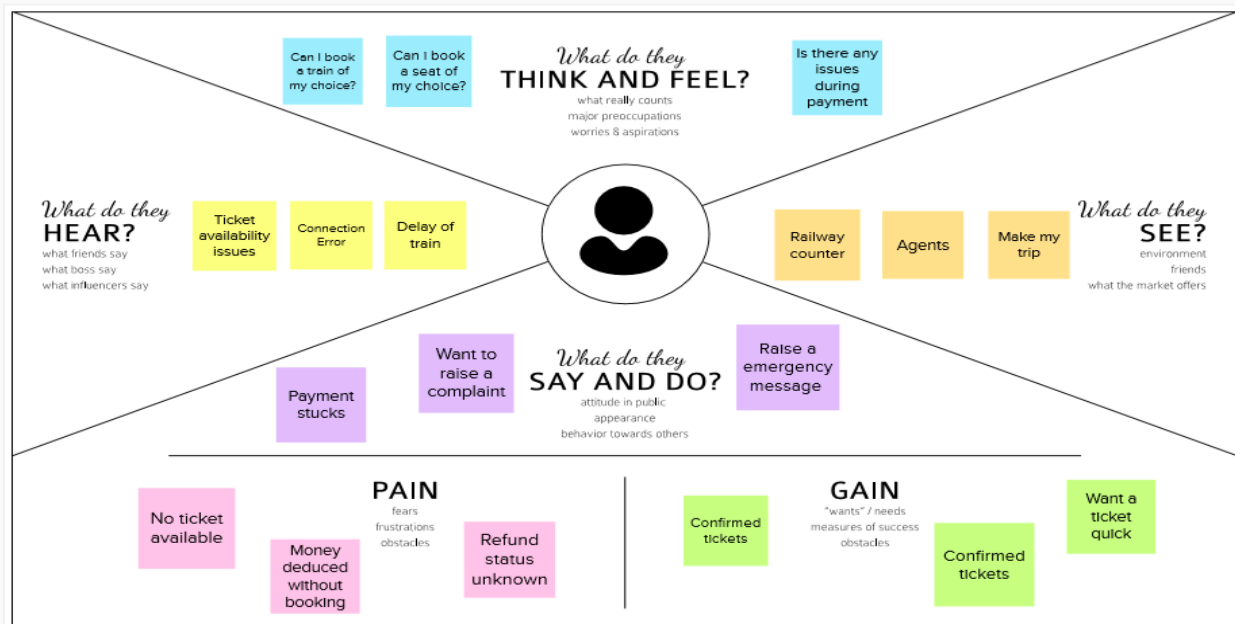 Can I book
a train of
my choice?
Can I book
a seat of
my choice?
What do they
THINK AND FEEL?
what really counts
major preoccupations
worries & aspirations
Is there any
issues
during
payment
What do they
HEAR?
what friends say
what boss say
what influencers say
Ticket
availability
issues
Connection
Error
Delay of
train
Railway
counter
Agents
Make my
trip
What do they
SEE?
environment
friends
what the market offers
Payment
stucks
Want to
raise a
complaint
What do they
SAY AND DO?
attitude in public
appearance
behavior towards others
Raise a
emergency
message
No ticket
available
Money
deduced
without
booking
PAIN
fears
frustrations
obstacles
Refund
status
unknown
Confirmed
tickets
GAIN
"wants" / needs
measures of success
obstacles
Confirmed
tickets
Want a
ticket
quick